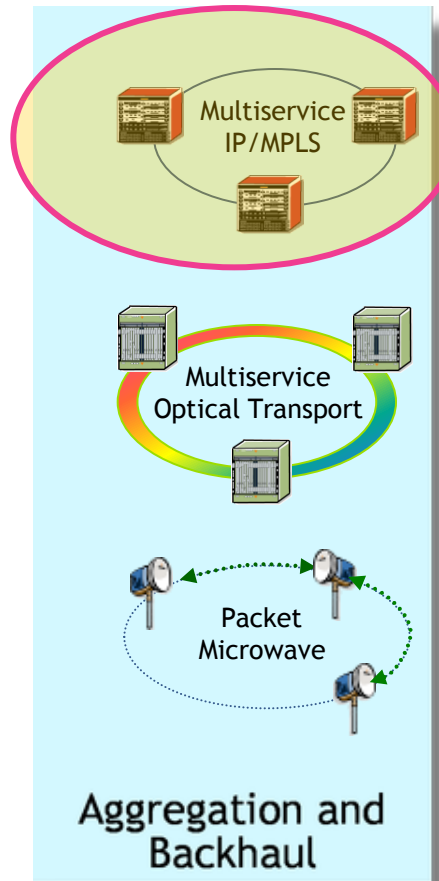 Multiservice
IP/MPLS
Multiservice
Optical Transport
Packet
Microwave
Aggregation and
Backhaul